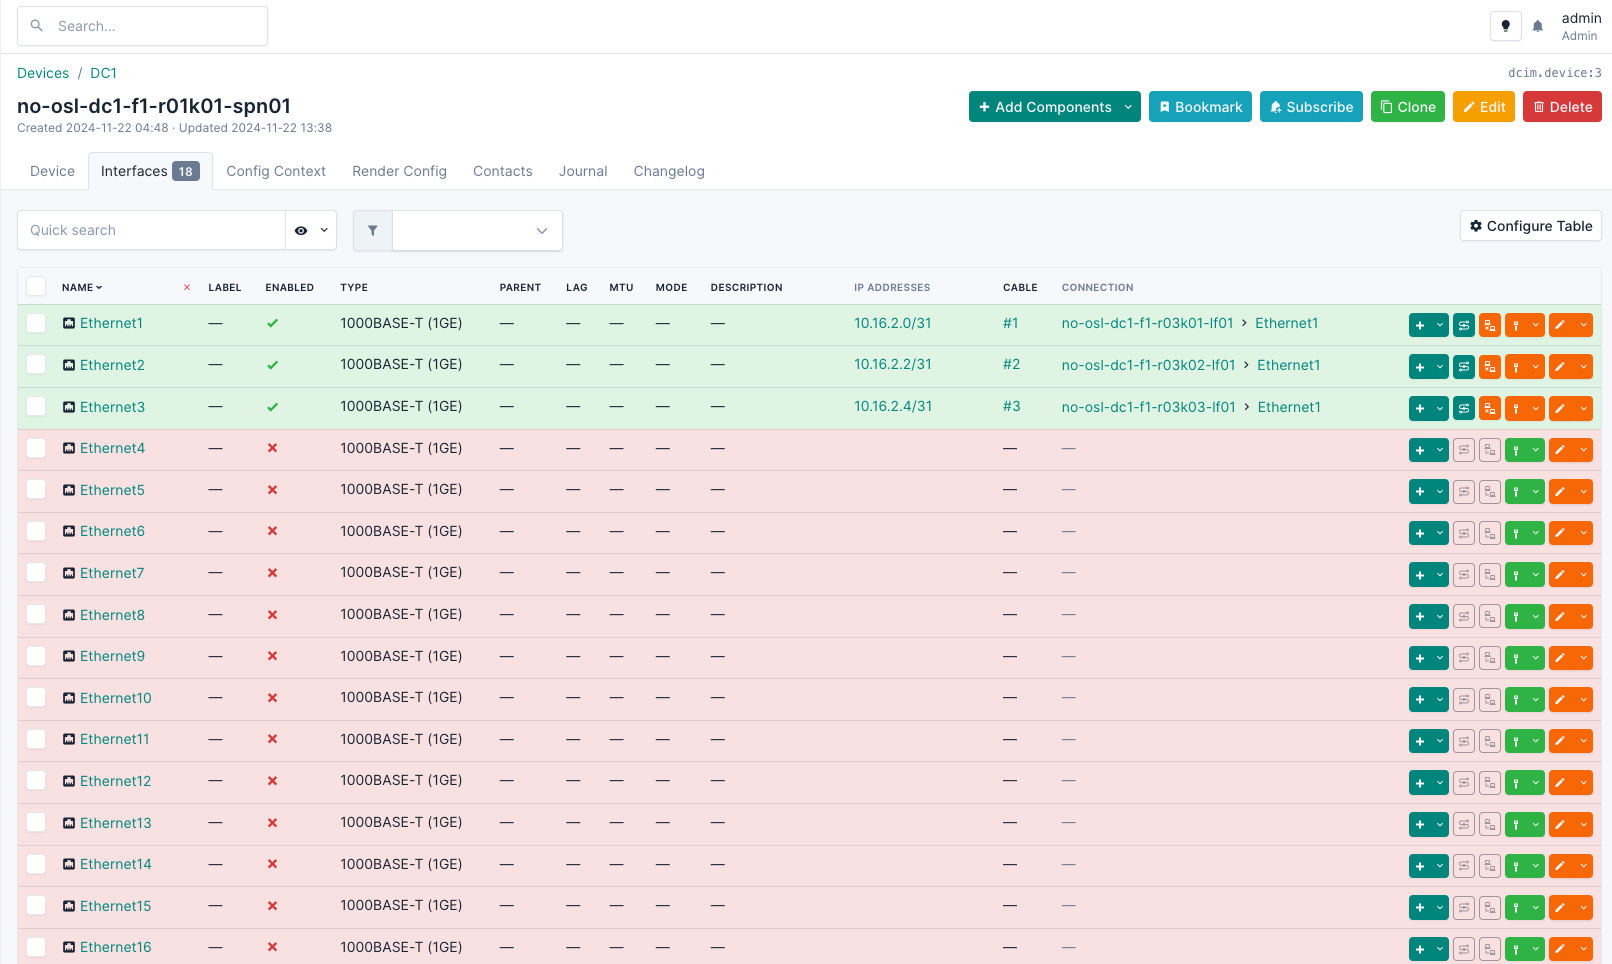 Search...
admin
Admin
Devices / DC1
dcim.device:3
no-osl-dc1-f1-r01k01-spn01
Created 2024-11-22 04:48 · Updated 2024-11-22 13:38
Add Components
Bookmark
Subscribe
Clone
Edit
Delete
Device
Interfaces 18
Config Context
Render Config
Contacts
Journal
Changelog
Quick search
Configure Table
NAME LABEL ENABLED TYPE PARENT LAG MTU MODE DESCRIPTION IP ADDRESSES CABLE CONNECTION
Ethernet1 — 1000BASE-T (1GE) — — — — — 10.16.2.0/31 #1 no-osl-dc1-f1-r03k01-lf01 > Ethernet1
Ethernet2 — 1000BASE-T (1GE) — — — — — 10.16.2.2/31 #2 no-osl-dc1-f1-r03k02-lf01 > Ethernet1
Ethernet3 — 1000BASE-T (1GE) — — — — — 10.16.2.4/31 #3 no-osl-dc1-f1-r03k03-lf01 > Ethernet1
Ethernet4 — 1000BASE-T (1GE) — — — — — — —
Ethernet5 — 1000BASE-T (1GE) — — — — — — —
Ethernet6 — 1000BASE-T (1GE) — — — — — — —
Ethernet7 — 1000BASE-T (1GE) — — — — — — —
Ethernet8 — 1000BASE-T (1GE) — — — — — — —
Ethernet9 — 1000BASE-T (1GE) — — — — — — —
Ethernet10 — 1000BASE-T (1GE) — — — — — — —
Ethernet11 — 1000BASE-T (1GE) — — — — — — —
Ethernet12 — 1000BASE-T (1GE) — — — — — — —
Ethernet13 — 1000BASE-T (1GE) — — — — — — —
Ethernet14 — 1000BASE-T (1GE) — — — — — — —
Ethernet15 — 1000BASE-T (1GE) — — — — — — —
Ethernet16 — 1000BASE-T (1GE) — — — — — — —